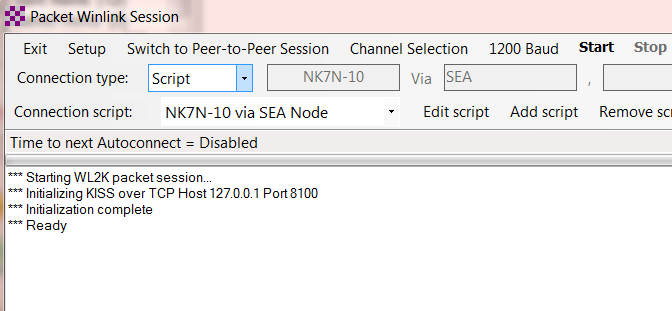 Packet Winlink Session
Exit Setup Switch to Peer-to-Peer Session Channel Selection 1200 Baud Start Stop
Connection type: Script NK7N-10 Via SEA ,
Connection script: NK7N-10 via SEA Node Edit script Add script Remove scr
Time to next Autoconnect = Disabled
*** Starting WL2K packet session...
*** Initializing KISS over TCP Host 127.0.0.1 Port 8100
*** Initialization complete
*** Ready